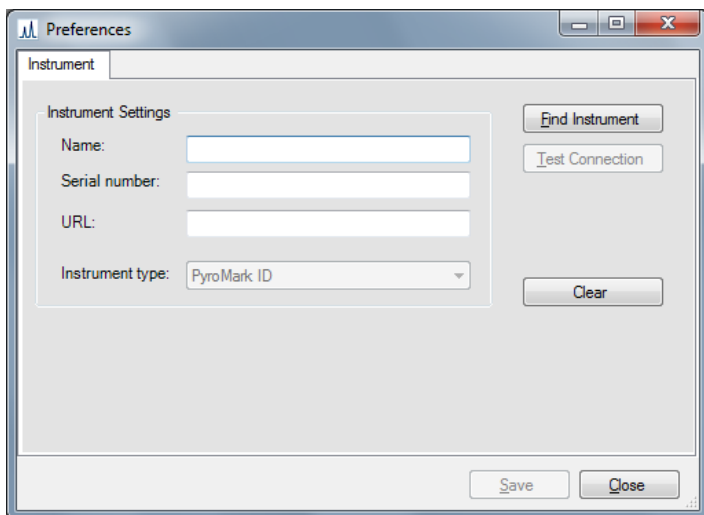 Preferences
Instrument
Instrument Settings
Name:
Serial number:
URL:
Instrument type: PyroMark ID
Find Instrument
Test Connection
Clear
Save Close